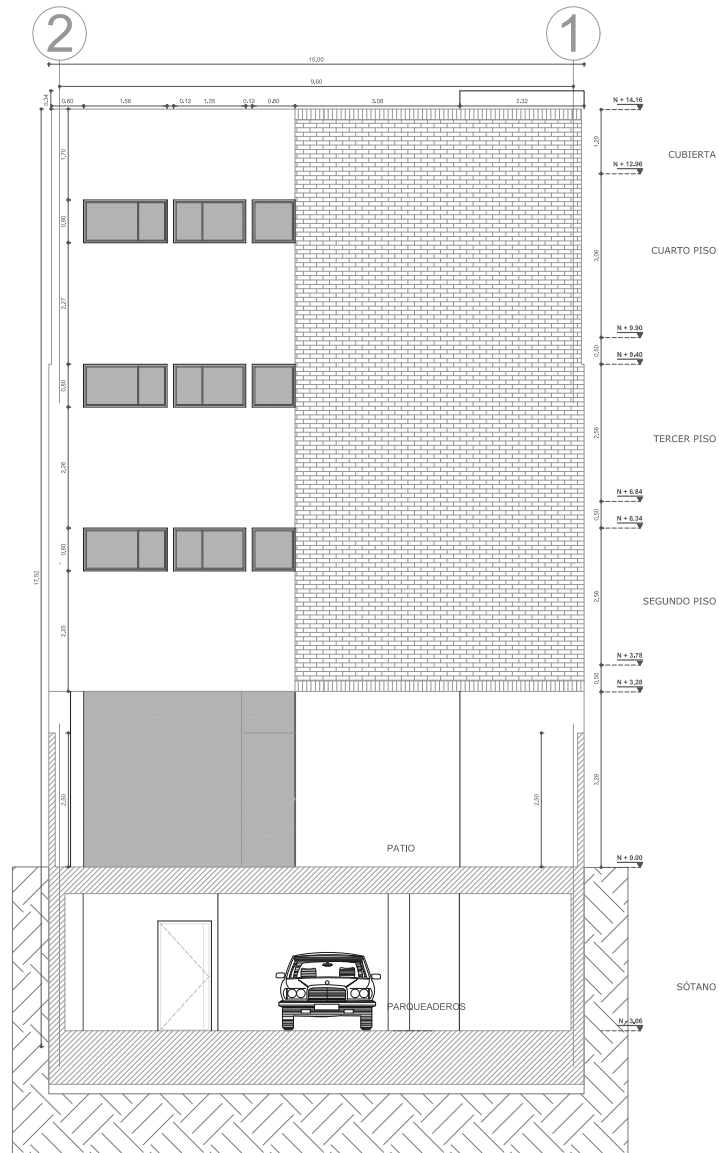 2
1
10,00
9.60
0.34
0.60
1.56
0.12
1.35
0.12
0.80
3.08
2.32
N + 14.16
1,70
1,20
CUBIERTA
N + 12.96
0,80
CUARTO PISO
3,06
2,27
N + 9.90
0,50
N + 9.40
0,80
2,56
TERCER PISO
2,26
N + 6.84
0,50
N + 6,34
0,80
17,52
2,56
SEGUNDO PISO
2,25
N + 3.78
0,50
N + 3,28
2,50
2,50
3,28
PATIO
N + 0.00
SÓTANO
PARQUEADEROS
N - 3,06